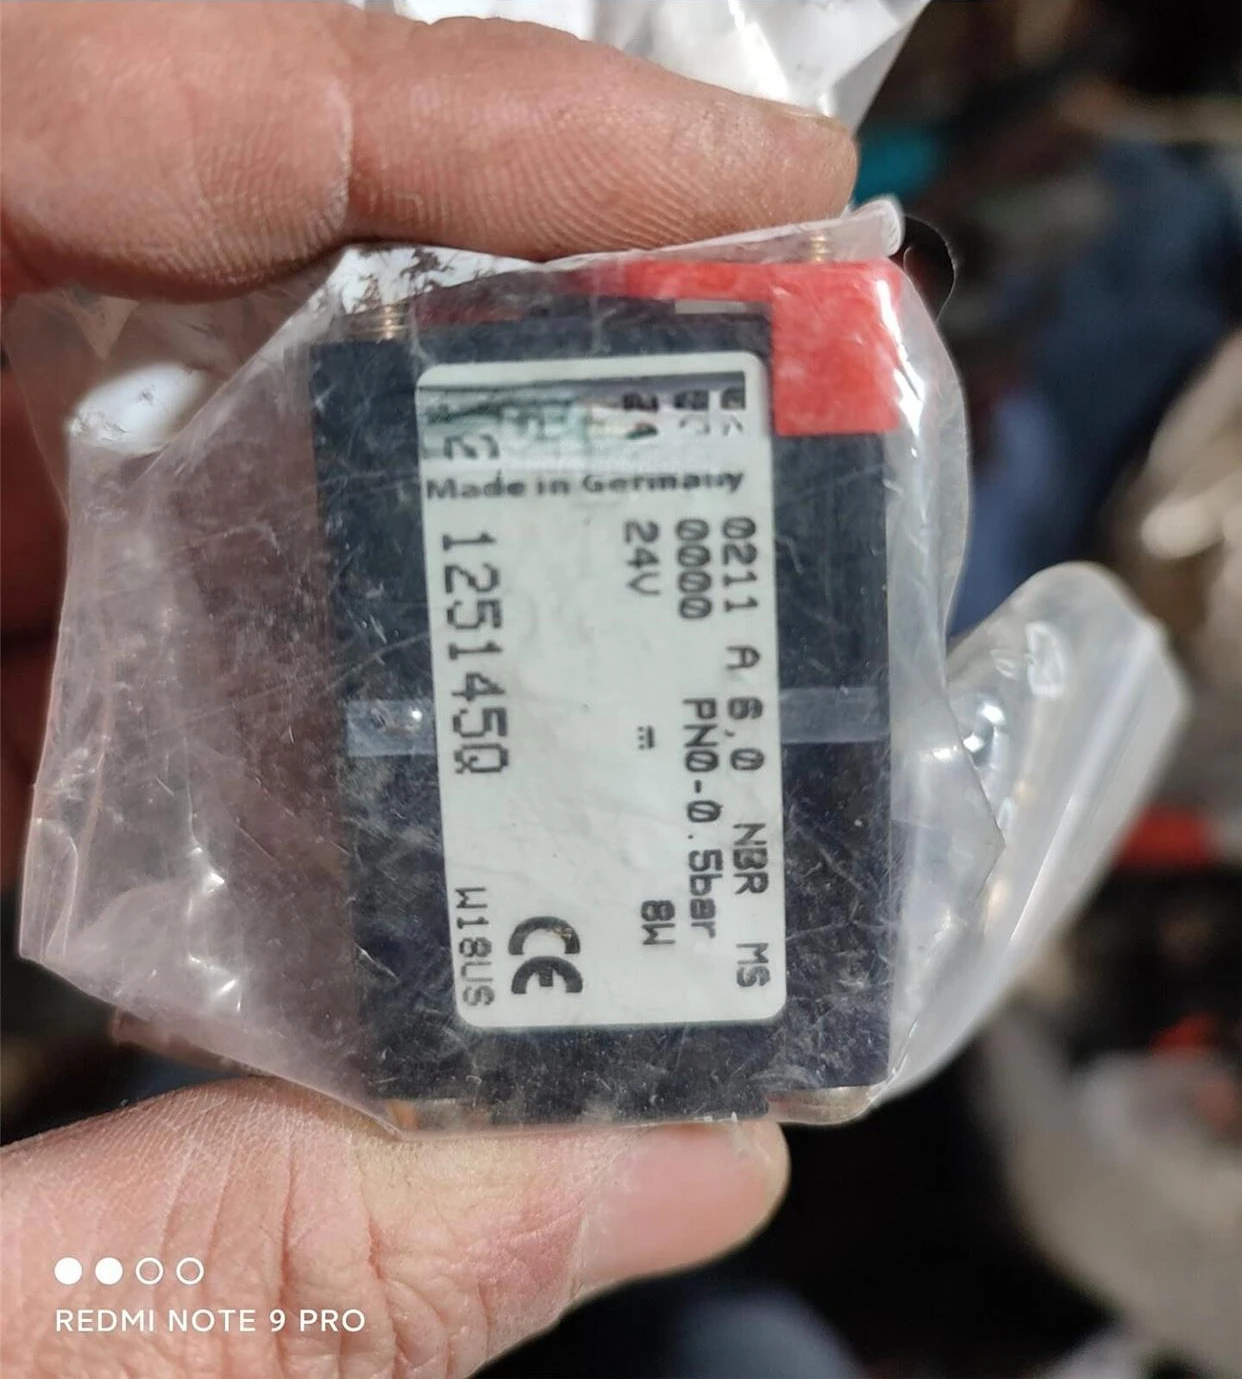 Made in Germany
0211 A 6,0 NBR MS
0000 PN0-0.5bar
24V 8W
CE
125145Q W18US
REDMI NOTE 9 PRO